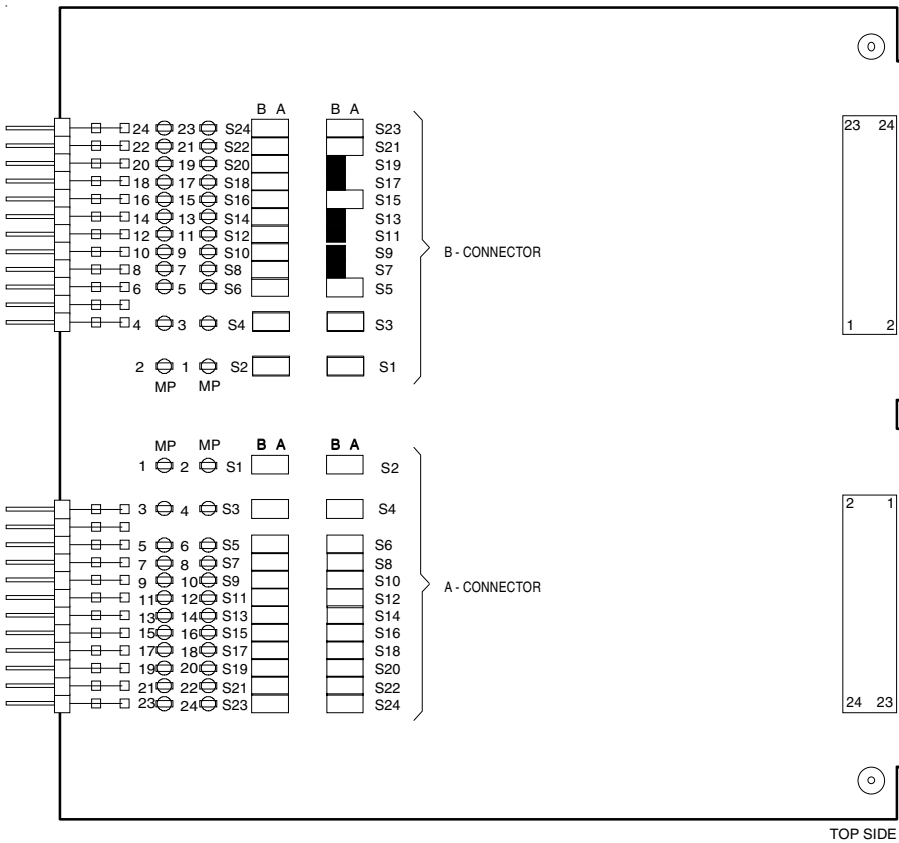 B A B A
24 23 S24 S23 23 24
22 21 S22 S21
20 19 S20 S19
18 17 S18 S17
16 15 S16 S15
14 13 S14 S13
12 11 S12 S11
10 9 S10 S9 B - CONNECTOR
8 7 S8 S7
6 5 S6 S5
4 3 S4 S3 1 2
2 1 S2 S1
MP MP
MP MP B A B A
1 2 S1 S2
3 4 S3 S4 2 1
5 6 S5 S6
7 8 S7 S8
9 10 S9 S10 A - CONNECTOR
11 12 S11 S12
13 14 S13 S14
15 16 S15 S16
17 18 S17 S18
19 20 S19 S20
21 22 S21 S22
23 24 S23 S24 24 23
TOP SIDE